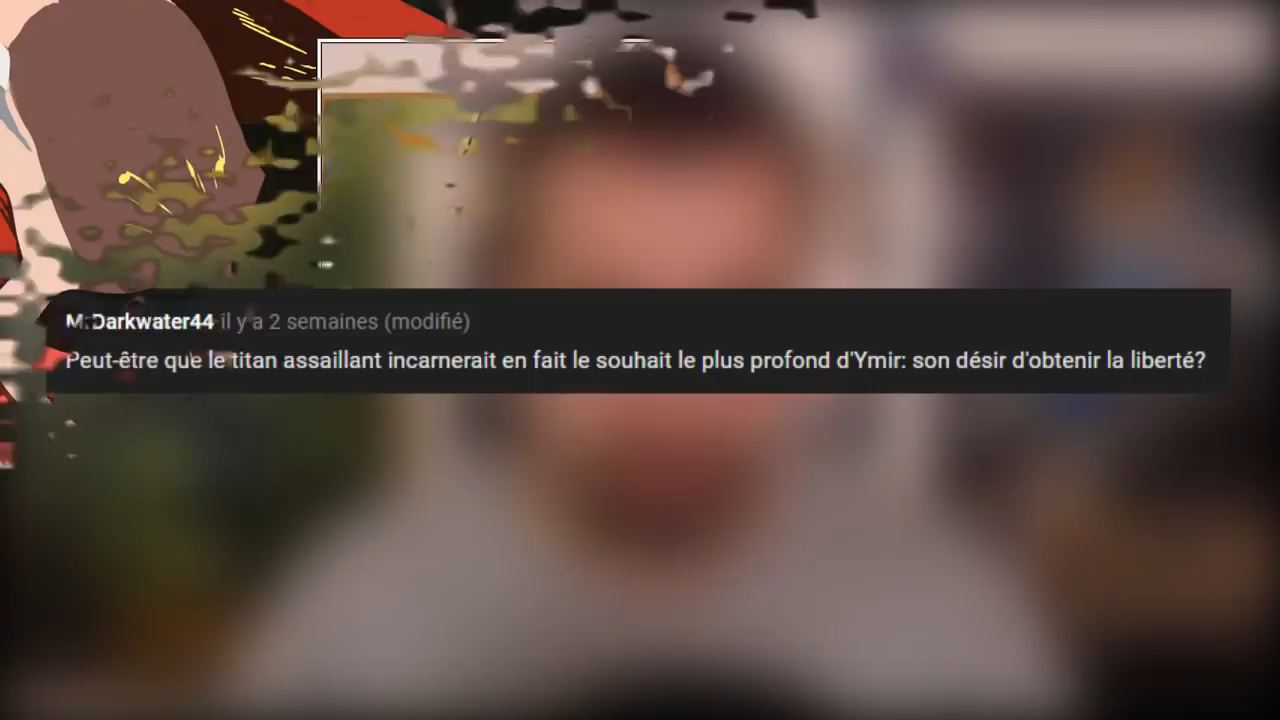 M.Darkwater44 il y a 2 semaines (modifié)
Peut-être que le titan assaillant incarnerait en fait le souhait le plus profond d'Ymir: son désir d'obtenir la liberté?